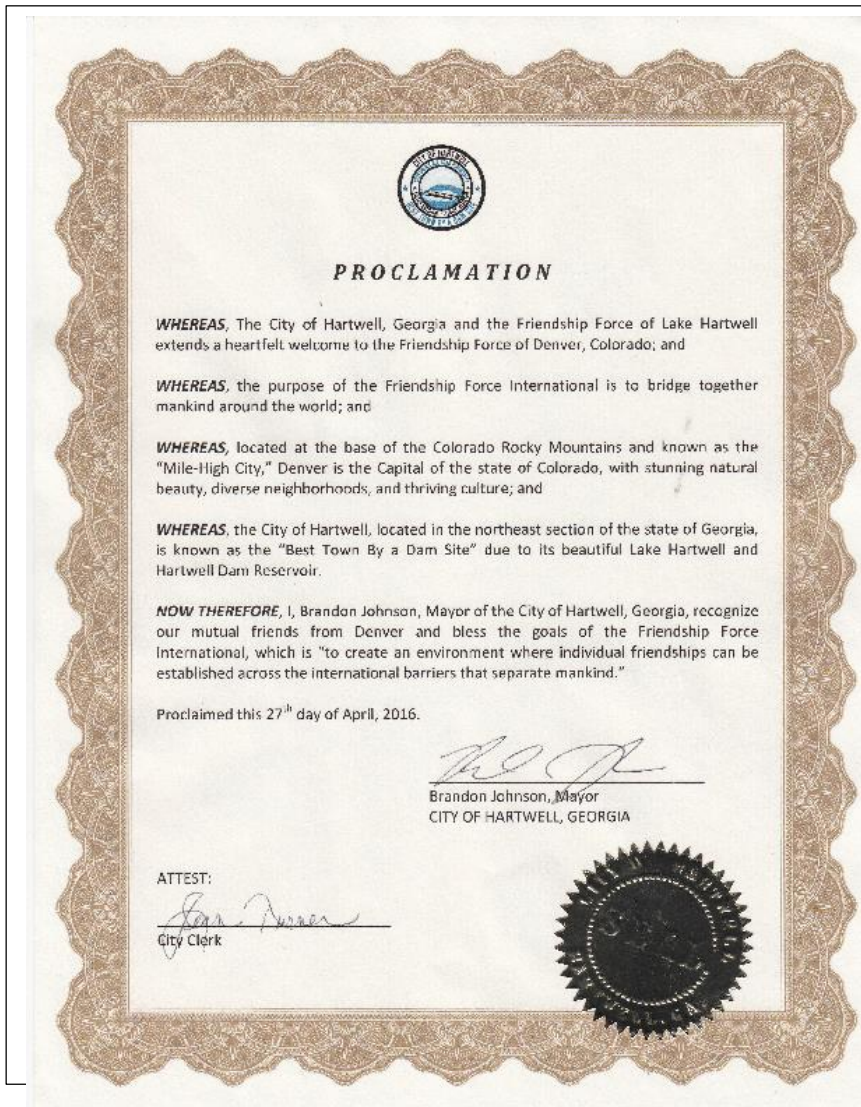 CITY OF HARTWELL
PROCLAMATION
WHEREAS, The City of Hartwell, Georgia and the Friendship Force of Lake Hartwell
extends a heartfelt welcome to the Friendship Force of Denver, Colorado; and
WHEREAS, the purpose of the Friendship Force International is to bridge together
mankind around the world; and
WHEREAS, located at the base of the Colorado Rocky Mountains and known as the
"Mile-High City," Denver is the Capital of the state of Colorado, with stunning natural
beauty, diverse neighborhoods, and thriving culture; and
WHEREAS, the City of Hartwell, located in the northeast section of the state of Georgia,
is known as the "Best Town By a Dam Site" due to its beautiful Lake Hartwell and
Hartwell Dam Reservoir.
NOW THEREFORE, I, Brandon Johnson, Mayor of the City of Hartwell, Georgia, recognize
our mutual friends from Denver and bless the goals of the Friendship Force
International, which is "to create an environment where individual friendships can be
established across the international barriers that separate mankind."
Proclaimed this 27th day of April, 2016.
Brandon Johnson, Mayor
CITY OF HARTWELL, GEORGIA
ATTEST:
City Clerk